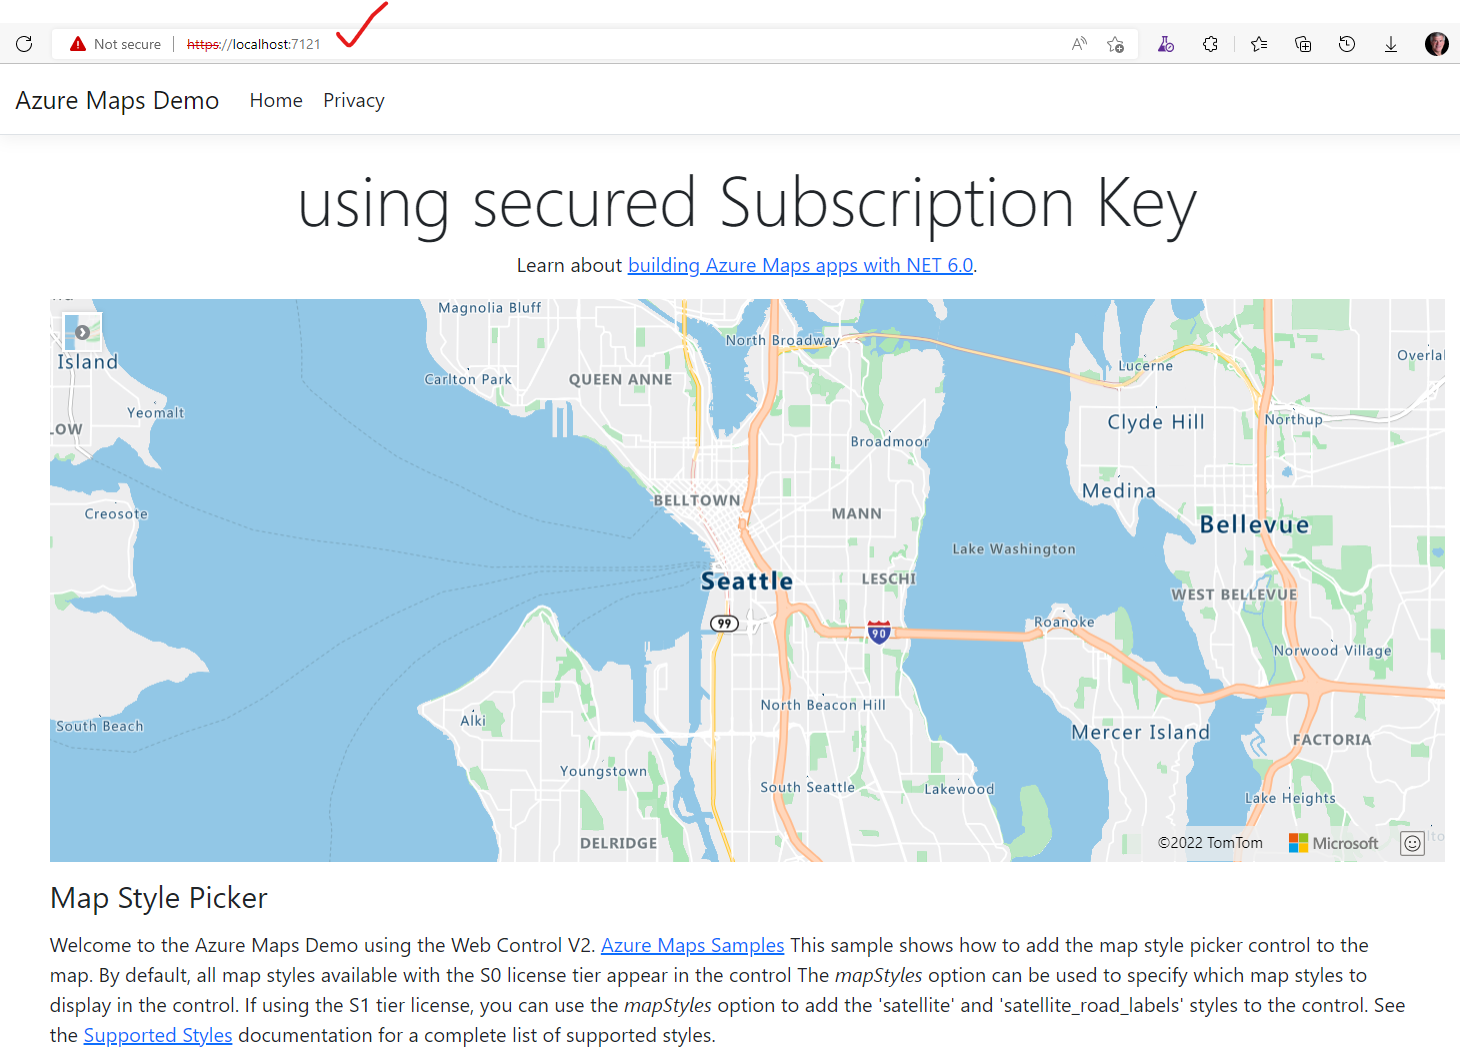 Not secure https://localhost:7121
Azure Maps Demo Home Privacy
using secured Subscription Key
Learn about building Azure Maps apps with NET 6.0.
Magnolia Bluff
North Broadway
Island
Overla
Lucerne
Carlton Park
QUEEN ANNE
Yeomalt
LOW
Clyde Hill
Northup
Broadmoor
Medina
BELLTOWN
MANN
Creosote
Bellevue
Lake Washington
Seattle
LESCHI
WEST BELLEVUE
99
Roanoke
90
Norwood Village
North Beacon Hill
Alki
South Beach
Mercer Island
FACTORIA
Youngstown
South Seattle
Lakewood
Lake Heights
DELRIDGE
©2022 TomTom Microsoft
Map Style Picker
Welcome to the Azure Maps Demo using the Web Control V2. Azure Maps Samples This sample shows how to add the map style picker control to the
map. By default, all map styles available with the S0 license tier appear in the control The mapStyles option can be used to specify which map styles to
display in the control. If using the S1 tier license, you can use the mapStyles option to add the 'satellite' and 'satellite_road_labels' styles to the control. See
the Supported Styles documentation for a complete list of supported styles.